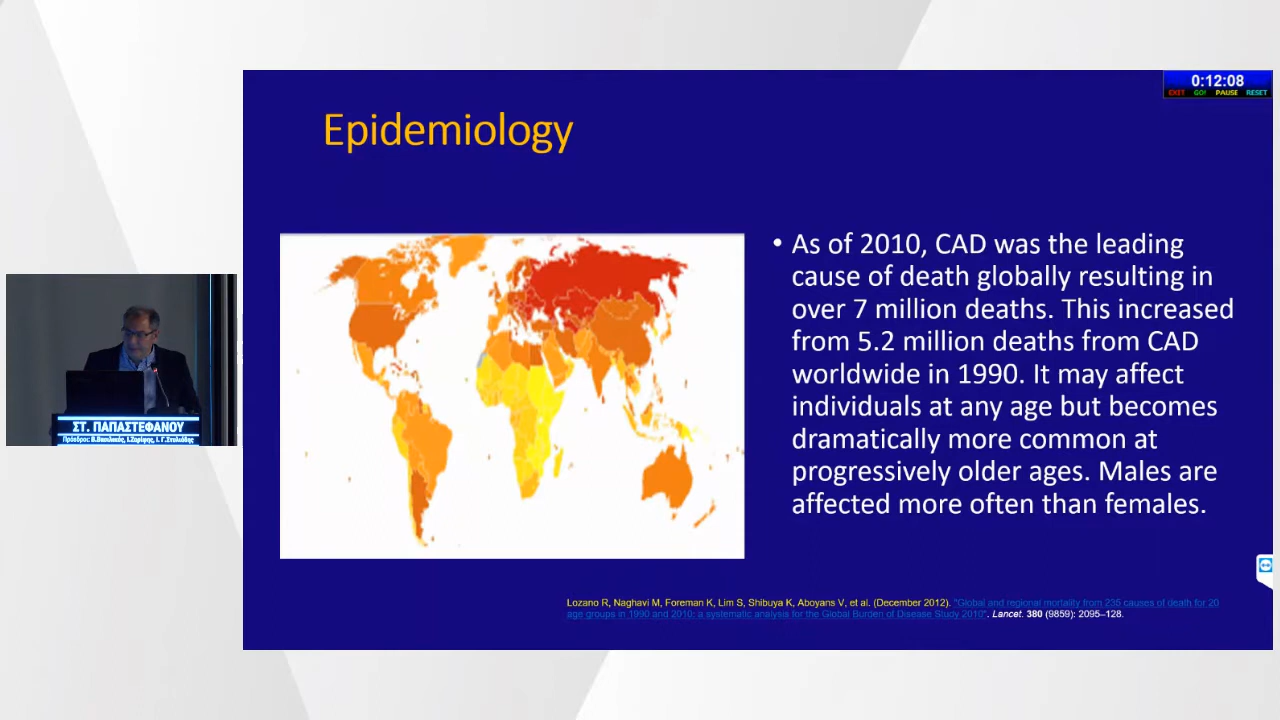 0:12:08
EXIT GO! PAUSE RESET
Epidemiology
• As of 2010, CAD was the leading
cause of death globally resulting in
over 7 million deaths. This increased
from 5.2 million deaths from CAD
worldwide in 1990. It may affect
individuals at any age but becomes
dramatically more common at
progressively older ages. Males are
affected more often than females.
ΣΤ. ΠΑΠΑΣΤΕΦΑΝΟΥ
Πρόεδροι: Β.Βασιλικός, Ι.Ζαρίφης, Ι. Γ.Στυλιάδης
Lozano R, Naghavi M, Foreman K, Lim S, Shibuya K, Aboyans V, et al. (December 2012). "Global and regional mortality from 235 causes of death for 20
age groups in 1990 and 2010: a systematic analysis for the Global Burden of Disease Study 2010". Lancet. 380 (9859): 2095–128.